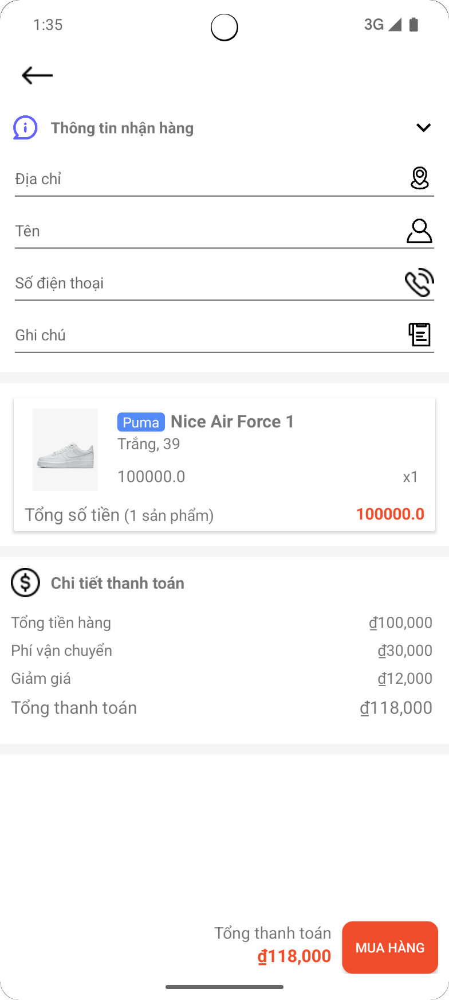 1:35 3G
Thông tin nhận hàng
Địa chỉ
Tên
Số điện thoại
Ghi chú
Puma Nice Air Force 1
Trắng, 39
100000.0 x1
Tổng số tiền (1 sản phẩm) 100000.0
Chi tiết thanh toán
Tổng tiền hàng ₫100,000
Phí vận chuyển ₫30,000
Giảm giá ₫12,000
Tổng thanh toán ₫118,000
Tổng thanh toán
₫118,000
MUA HÀNG